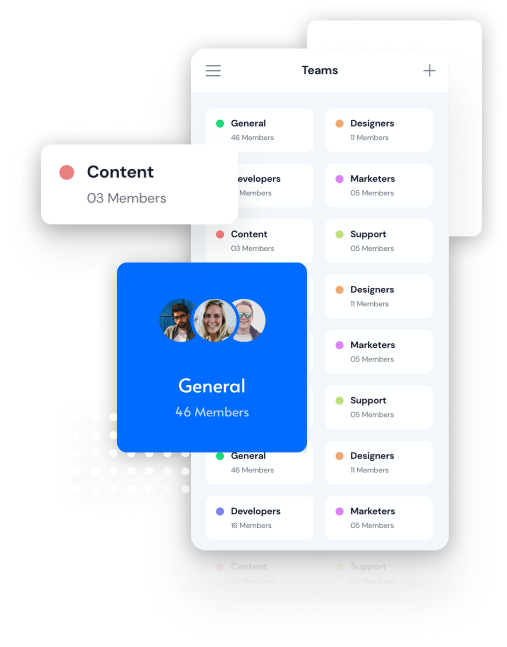 Teams
General
46 Members
Designers
11 Members
Content
03 Members
evelopers
Members
Marketers
05 Members
Content
03 Members
Support
05 Members
General
46 Members
Designers
11 Members
Marketers
05 Members
Support
05 Members
General
46 Members
Designers
11 Members
Developers
16 Members
Marketers
05 Members
Content
03 Members
Support
05 Members